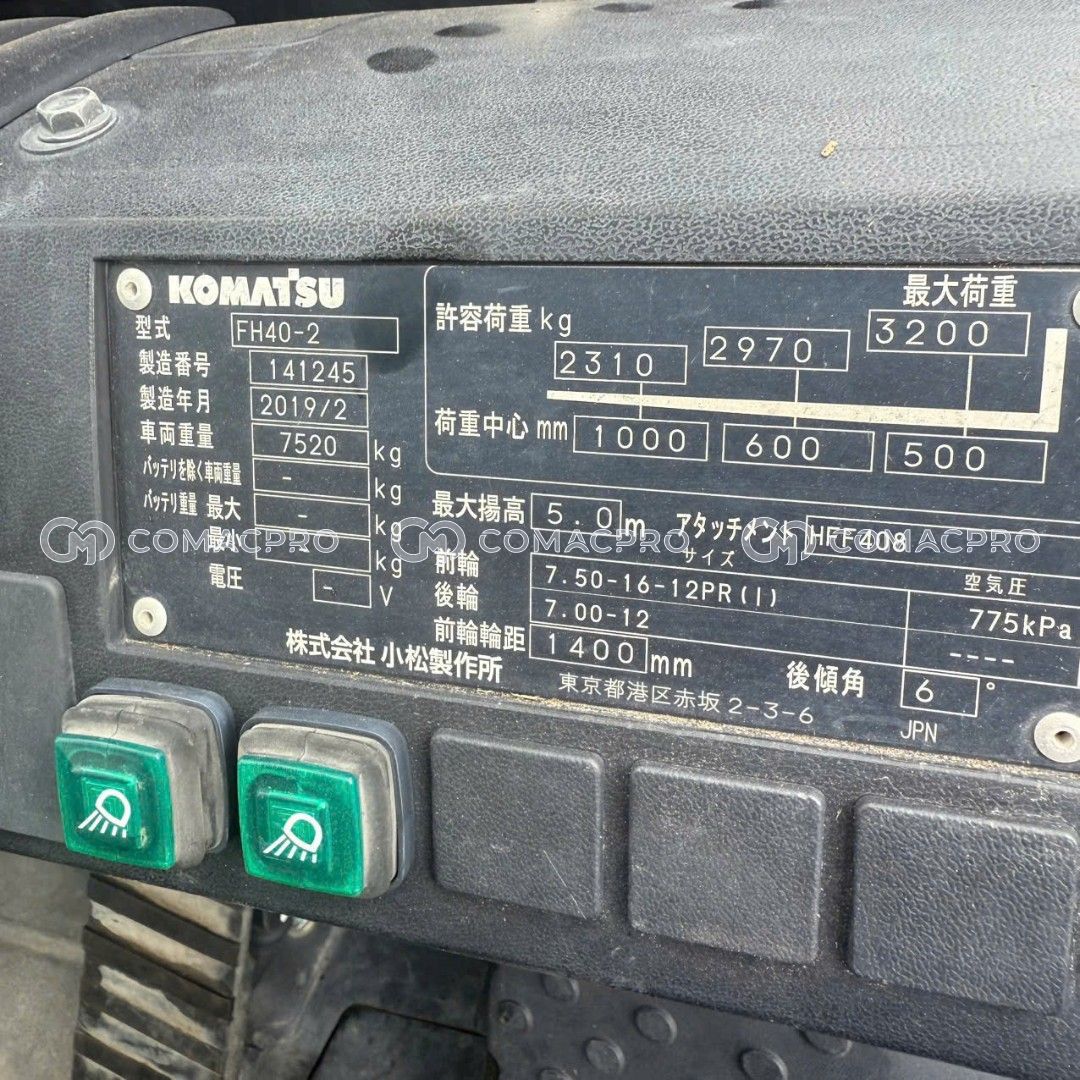 KOMATSU
型式 FH40-2
製造番号 141245
製造年月 2019/2
車両重量 7520 kg
バッテリを除く車両重量 - kg
バッテリ重量 最大 - kg
最小 - kg
電圧 - V
株式会社 小松製作所
最大荷重
許容荷重 kg 2310 2970 3200
荷重中心 mm 1000 600 500
最大揚高 5.0 m アタッチメント HFF408
サイズ 空気圧
前輪 7.50-16-12PR(I) 775kPa
後輪 7.00-12 ----
前輪輪距 1400 mm 後傾角 6 °
東京都港区赤坂 2-3-6 JPN
COMACPRO COMACPRO COMACPRO